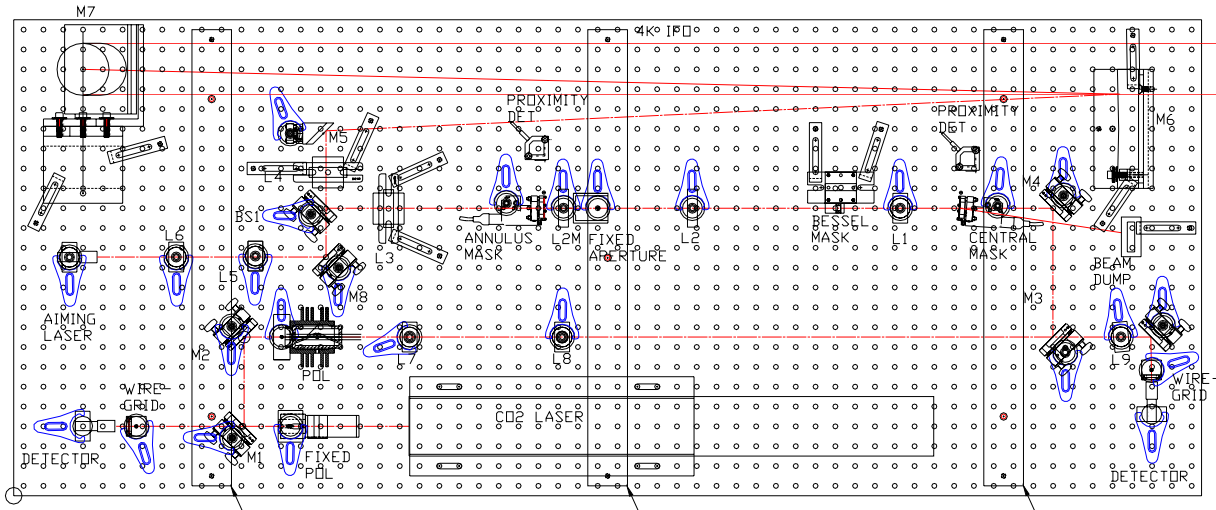 M7
4K IFO
PROXIMITY
DET
PROXIMITY
DET
M6
M5
L4
M4
BS1
L6
L5
L3
ANNULUS
MASK
L2M
FIXED
APERTURE
L2
BESSEL
MASK
L1
CENTRAL
MASK
BEAM
DUMP
M8
M3
AIMING
LASER
M2
POL
L7
L8
L9
WIRE-
GRID
WIRE-
GRID
CO2 LASER
DETECTOR
M1
FIXED
POL
DETECTOR